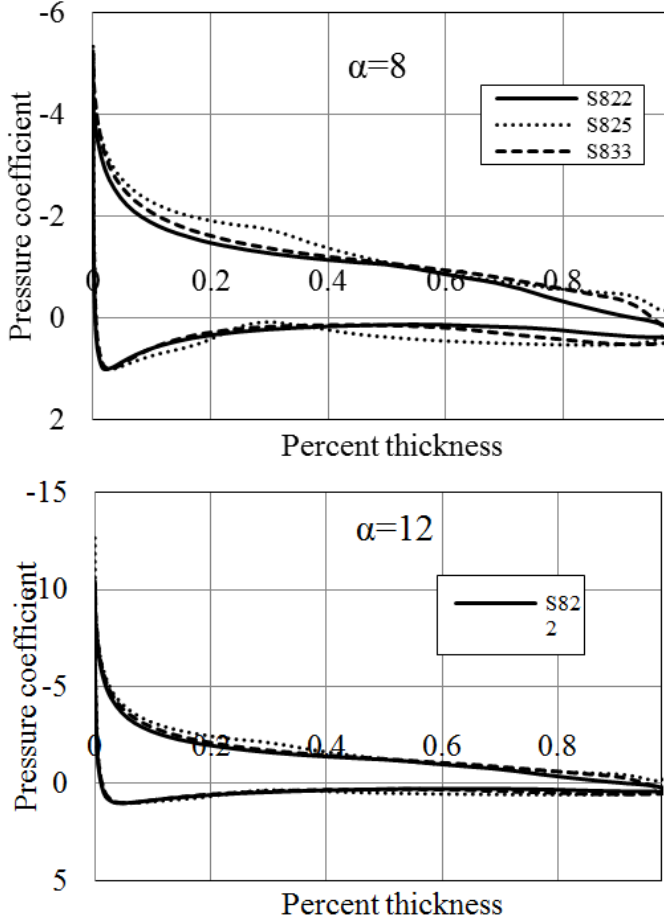 -6
α=8
S822
S825
S833
-4
-2
0
0.2
0.4
0.6
0.8
0
2
Pressure coefficient
Percent thickness
-15
α=12
S82
2
-10
-5
0
0.2
0.4
0.6
0.8
0
5
Pressure coefficient
Percent thickness